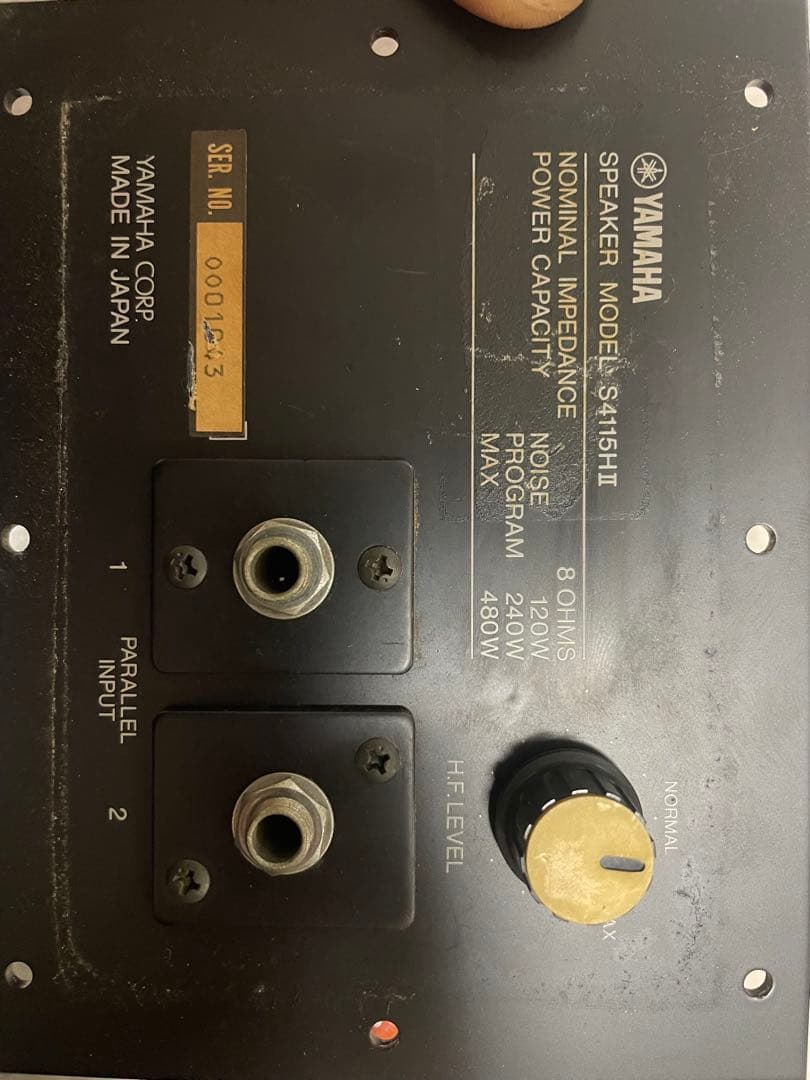 YAMAHA
SPEAKER MODEL S4115HⅡ
NOMINAL IMPEDANCE 8 OHMS
POWER CAPACITY NOISE 120W
PROGRAM 240W
MAX 480W
NORMAL
H.F. LEVEL
SER. NO.
YAMAHA CORP.
MADE IN JAPAN
1 PARALLEL 2
INPUT